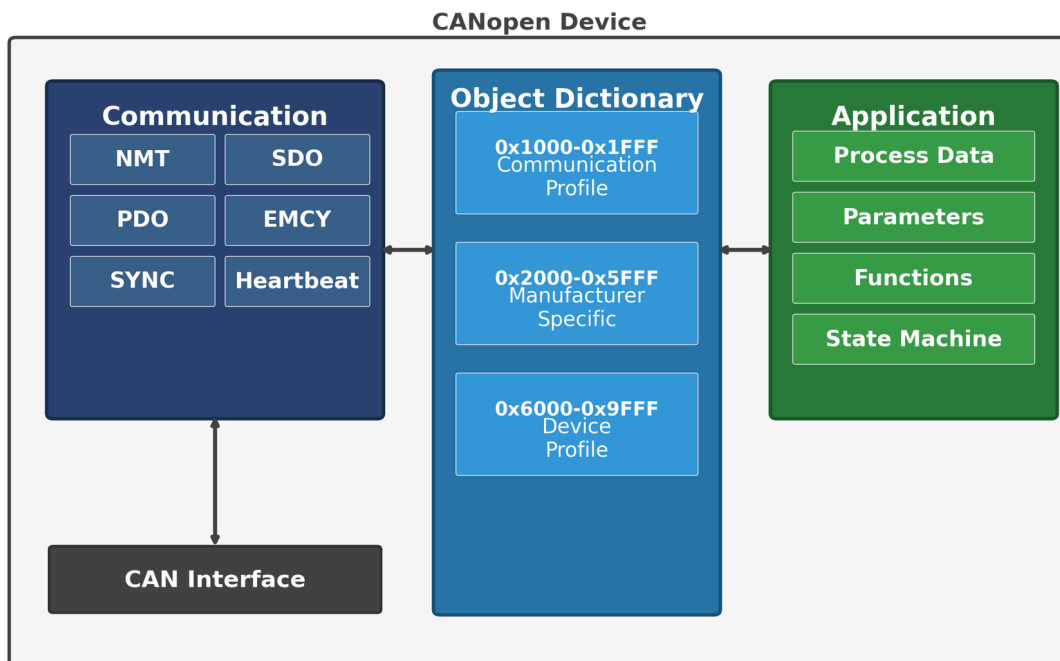 CANopen Device
Communication
NMT
SDO
PDO
EMCY
SYNC
Heartbeat
CAN Interface
Object Dictionary
0x1000-0x1FFF
Communication
Profile
0x2000-0x5FFF
Manufacturer
Specific
0x6000-0x9FFF
Device
Profile
Application
Process Data
Parameters
Functions
State Machine